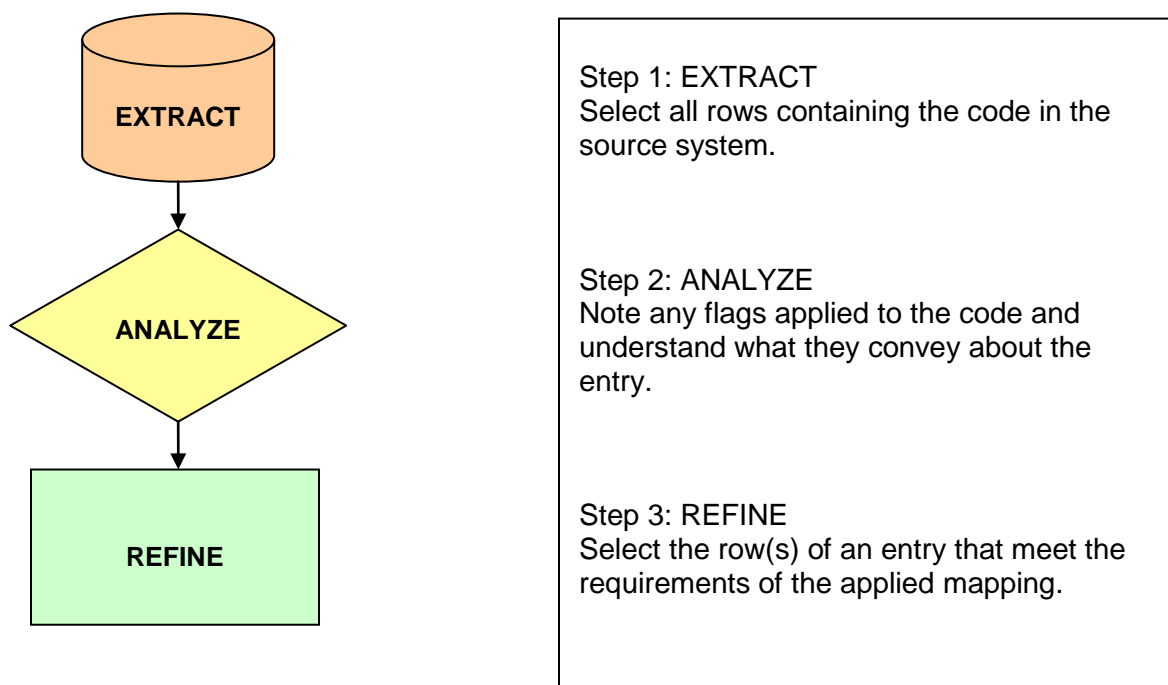 EXTRACT
ANALYZE
REFINE
Step 1: EXTRACT
Select all rows containing the code in the
source system.
Step 2: ANALYZE
Note any flags applied to the code and
understand what they convey about the
entry.
Step 3: REFINE
Select the row(s) of an entry that meet the
requirements of the applied mapping.